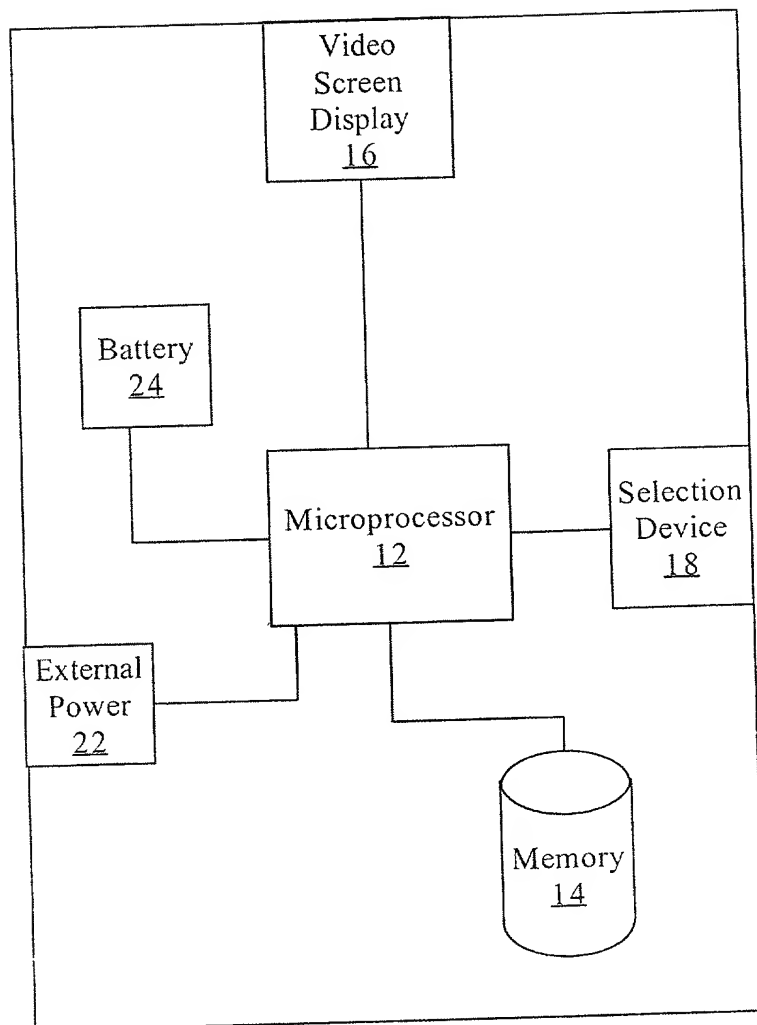 Video
Screen
Display
16
Battery
24
Microprocessor
12
Selection
Device
18
External
Power
22
Memory
14